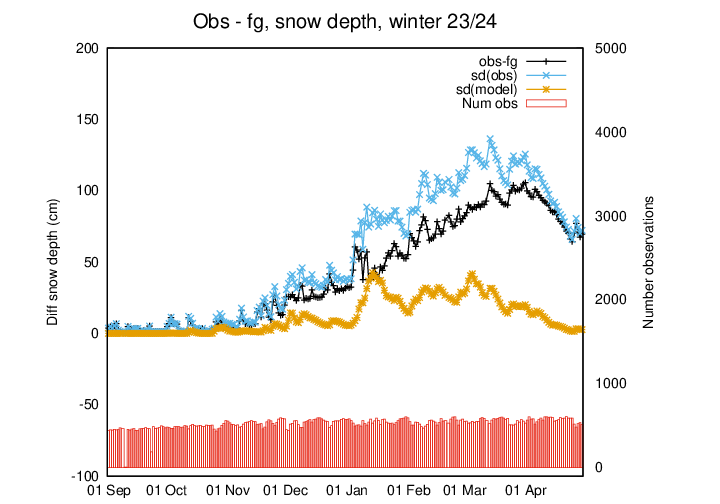 Obs - fg, snow depth, winter 23/24
200
150
100
50
0
-50
-100
5000
4000
3000
2000
1000
0
Diff snow depth (cm)
Number observations
obs-fg
sd(obs)
sd(model)
Num obs
01 Sep 01 Oct 01 Nov 01 Dec 01 Jan 01 Feb 01 Mar 01 Apr